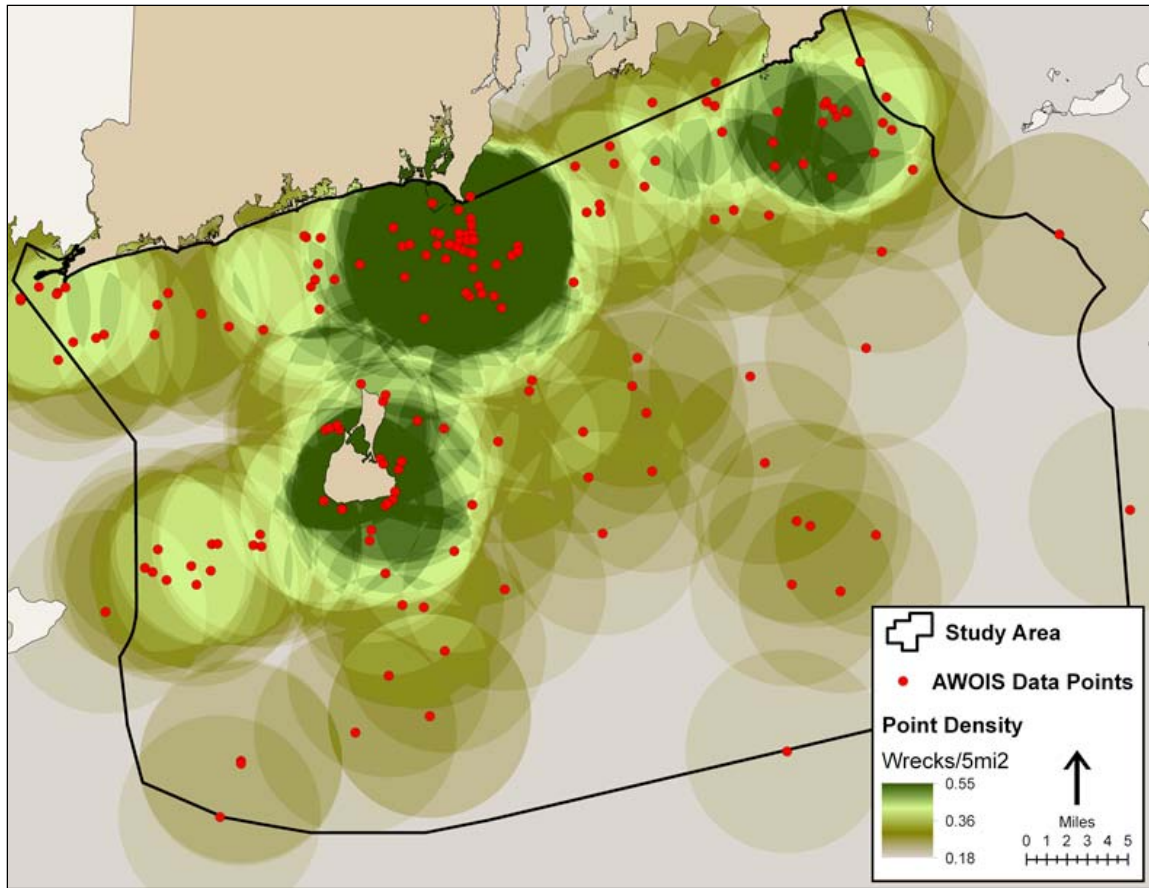 Study Area
AWOIS Data Points
Point Density
Wrecks/5mi2
0.55
0.36
0.18
Miles
0 1 2 3 4 5